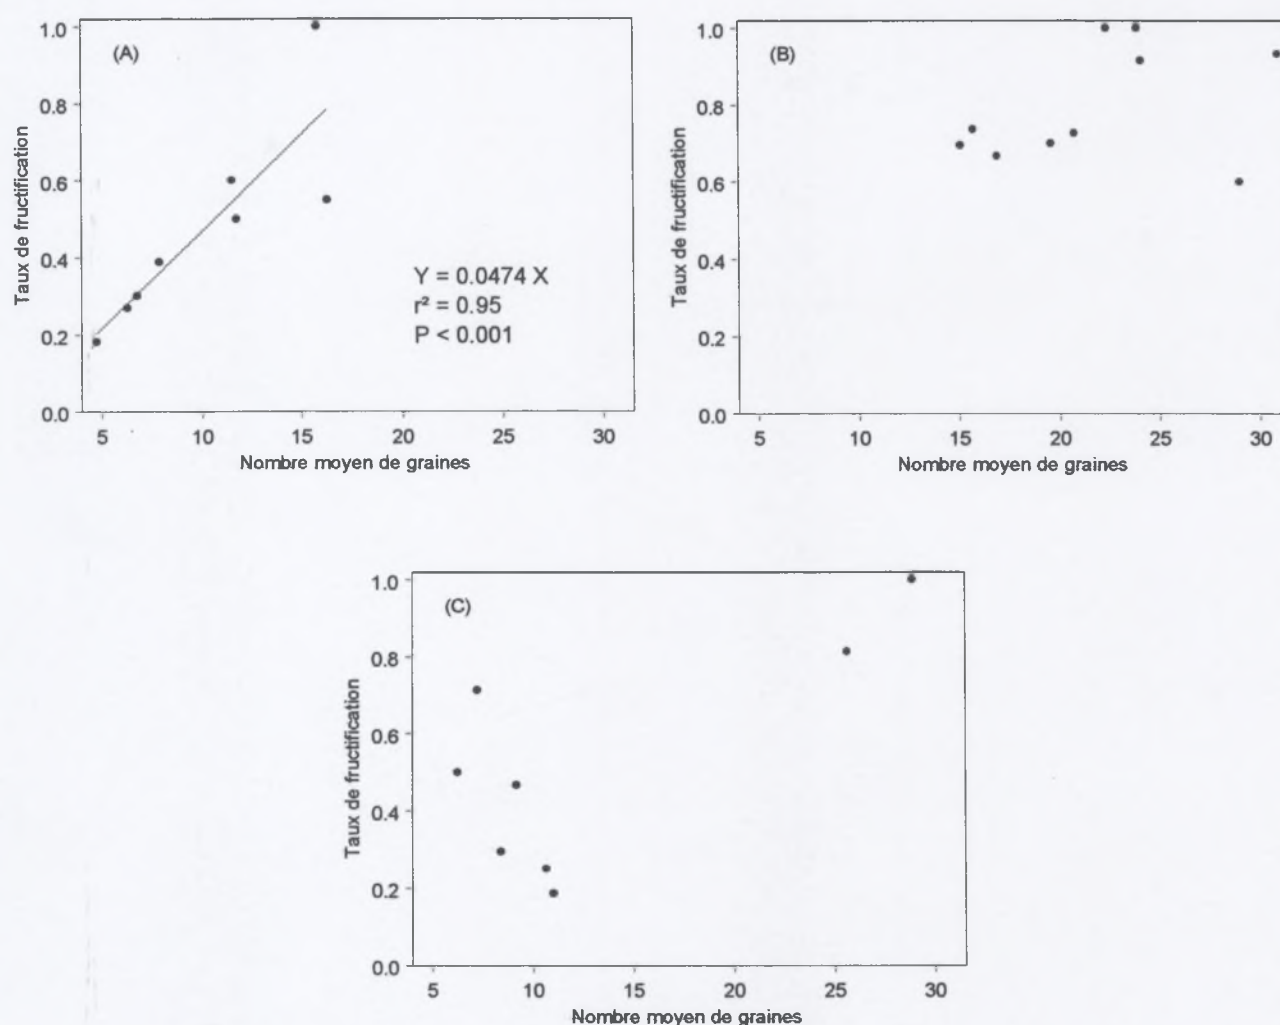 (A)
Taux de fructification
1.0
0.8
0.6
0.4
0.2
0.0
Y = 0.0474 X
r² = 0.95
P < 0.001
5 10 15 20 25 30
Nombre moyen de graines
(B)
Taux de fructification
1.0
0.8
0.6
0.4
0.2
0.0
5 10 15 20 25 30
Nombre moyen de graines
(C)
Taux de fructification
1.0
0.8
0.6
0.4
0.2
0.0
5 10 15 20 25 30
Nombre moyen de graines